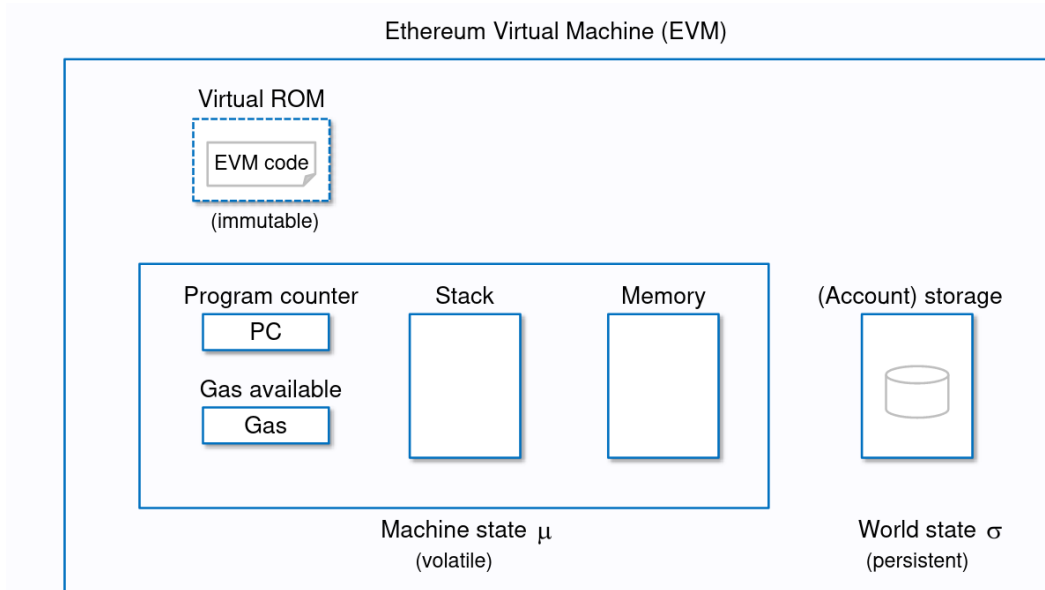 Ethereum Virtual Machine (EVM)
Virtual ROM
EVM code
(immutable)
Program counter
PC
Gas available
Gas
Stack
Memory
(Account) storage
Machine state μ
(volatile)
World state σ
(persistent)